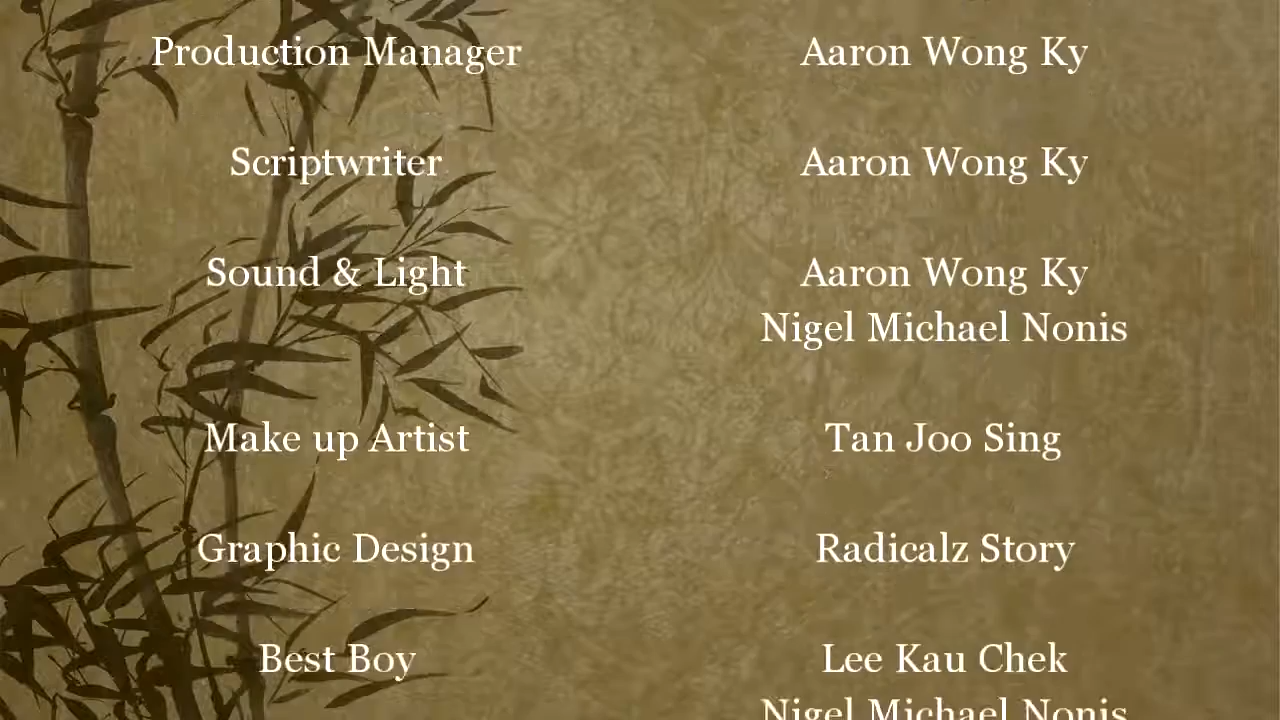 Production Manager Aaron Wong Ky
Scriptwriter Aaron Wong Ky
Sound & Light Aaron Wong Ky
Nigel Michael Nonis
Make up Artist Tan Joo Sing
Graphic Design Radicalz Story
Best Boy Lee Kau Chek
Nigel Michael Nonis